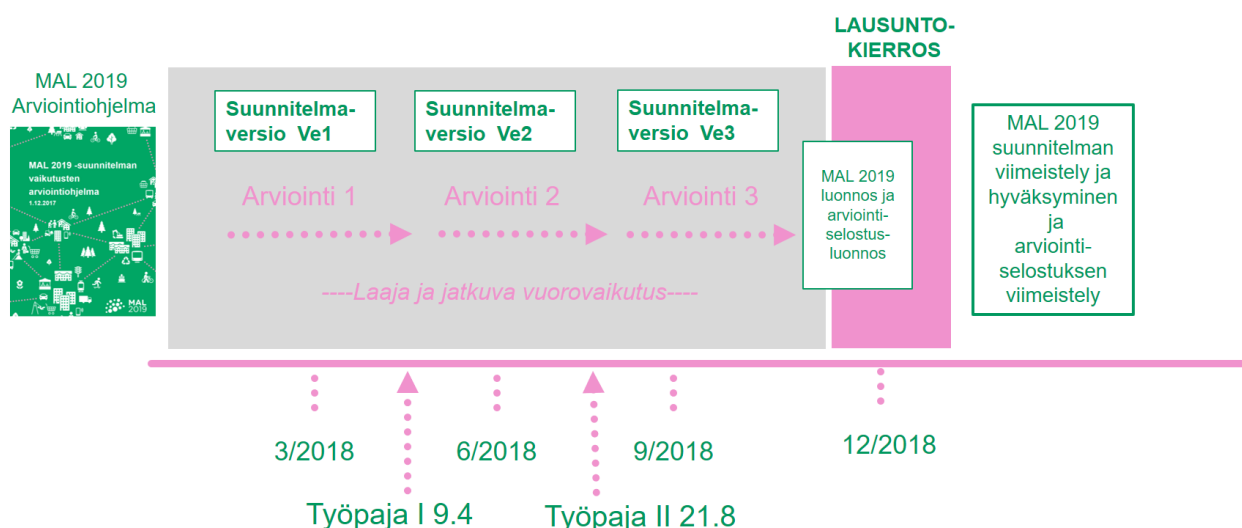 MAL 2019
Arviointiohjelma
MAL 2019 -suunnitelman
vaikutusten
arviointiohjelma
1.12.2017
MAL
2019
Suunnitelma-
versio Ve1
Suunnitelma-
versio Ve2
Suunnitelma-
versio Ve3
Arviointi 1
Arviointi 2
Arviointi 3
----Laaja ja jatkuva vuorovaikutus----
LAUSUNTO-
KIERROS
MAL 2019
luonnos ja
arviointi-
selostus-
luonnos
MAL 2019
suunnitelman
viimeistely ja
hyväksyminen
ja
arviointi-
selostuksen
viimeistely
3/2018
6/2018
9/2018
12/2018
Työpaja I 9.4
Työpaja II 21.8